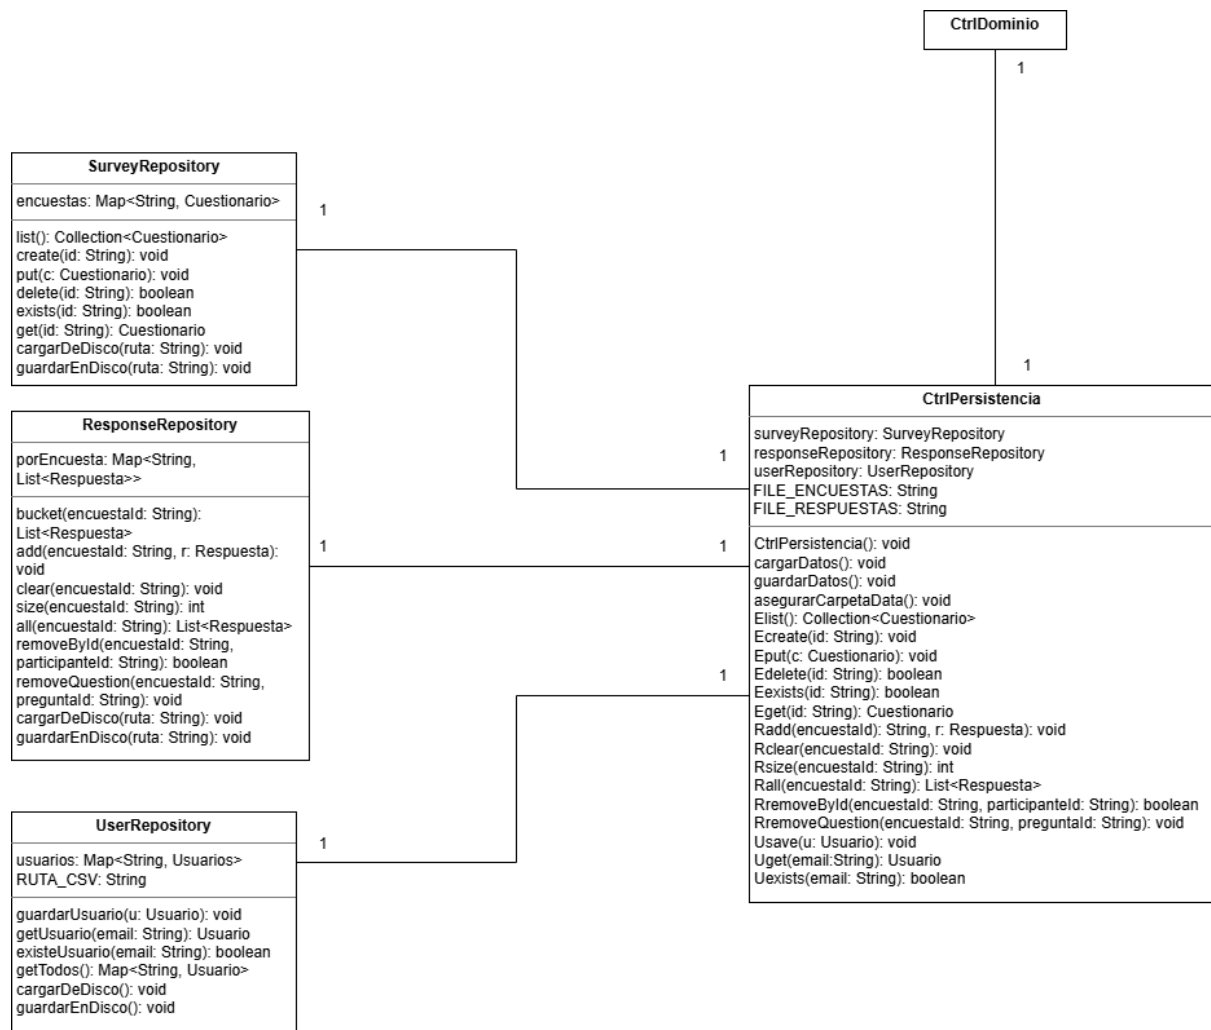 CtrlDominio
1
SurveyRepository
encuestas: Map<String, Cuestionario>
list(): Collection<Cuestionario>
create(id: String): void
put(c: Cuestionario): void
delete(id: String): boolean
exists(id: String): boolean
get(id: String): Cuestionario
cargarDeDisco(ruta: String): void
guardarEnDisco(ruta: String): void
1
ResponseRepository
porEncuesta: Map<String,
List<Respuesta>>
bucket(encuestaId: String):
List<Respuesta>
add(encuestaId: String, r: Respuesta):
void
clear(encuestaId: String): void
size(encuestaId: String): int
all(encuestaId: String): List<Respuesta>
removeById(encuestaId: String,
participanteId: String): boolean
removeQuestion(encuestaId: String,
preguntaId: String): void
cargarDeDisco(ruta: String): void
guardarEnDisco(ruta: String): void
1
UserRepository
usuarios: Map<String, Usuarios>
RUTA_CSV: String
guardarUsuario(u: Usuario): void
getUsuario(email: String): Usuario
existeUsuario(email: String): boolean
getTodos(): Map<String, Usuario>
cargarDeDisco(): void
guardarEnDisco(): void
1
1
1
1
1
CtrlPersistencia
surveyRepository: SurveyRepository
responseRepository: ResponseRepository
userRepository: UserRepository
FILE_ENCUESTAS: String
FILE_RESPUESTAS: String
CtrlPersistencia(): void
cargarDatos(): void
guardarDatos(): void
asegurarCarpetaData(): void
Elist(): Collection<Cuestionario>
Ecreate(id: String): void
Eput(c: Cuestionario): void
Edelete(id: String): boolean
Eexists(id: String): boolean
Eget(id: String): Cuestionario
Radd(encuestaId): String, r: Respuesta): void
Rclear(encuestaId: String): void
Rsize(encuestaId: String): int
Rall(encuestaId: String): List<Respuesta>
RremoveById(encuestaId: String, participanteId: String): boolean
RremoveQuestion(encuestaId: String, preguntaId: String): void
Usave(u: Usuario): void
Uget(email:String): Usuario
Uexists(email: String): boolean